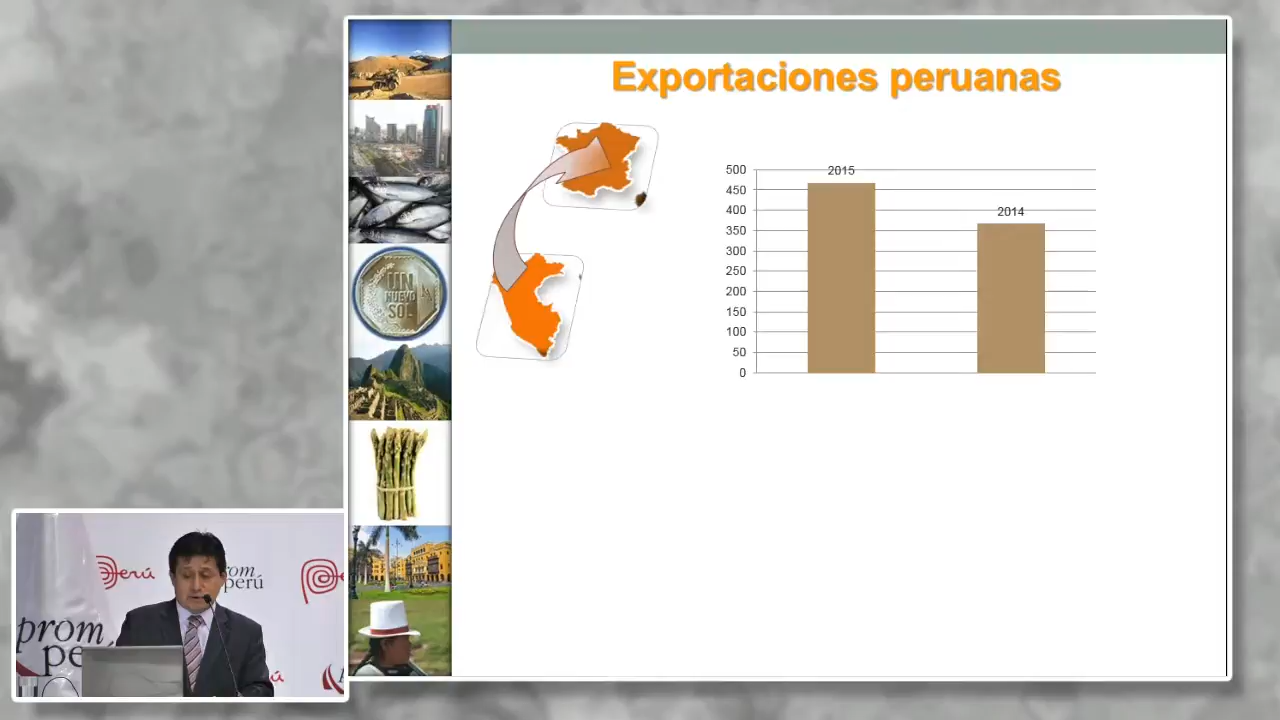 Exportaciones peruanas
500
450
400
350
300
250
200
150
100
50
0
2015
2014
UN
NUEVO
SOL
Perú
prom
perú
prom